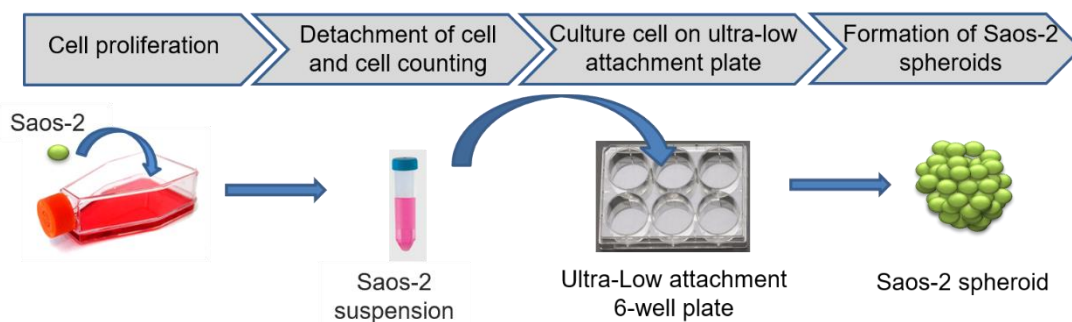 Cell proliferation
Detachment of cell
and cell counting
Culture cell on ultra-low
attachment plate
Formation of Saos-2
spheroids
Saos-2
Saos-2
suspension
Ultra-Low attachment
6-well plate
Saos-2 spheroid